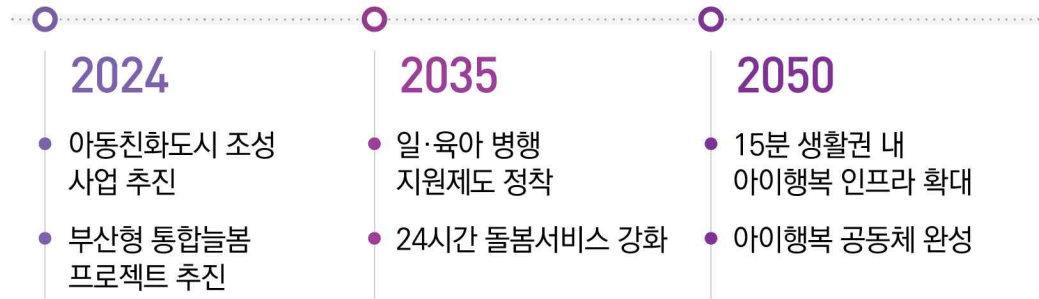 2024
아동친화도시 조성
사업 추진
부산형 통합늘봄
프로젝트 추진
2035
일·육아 병행
지원제도 정착
24시간 돌봄서비스 강화
2050
15분 생활권 내
아이행복 인프라 확대
아이행복 공동체 완성